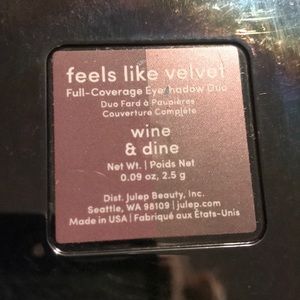 feels like velvet
Full-Coverage Eyeshadow Duo
Duo Fard à Paupières
Couverture Complète
wine
& dine
Net Wt. | Poids Net
0.09 oz, 2.5 g
Dist. Julep Beauty, Inc.
Seattle, WA 98109 | julep.com
Made in USA | Fabriqué aux États-Unis